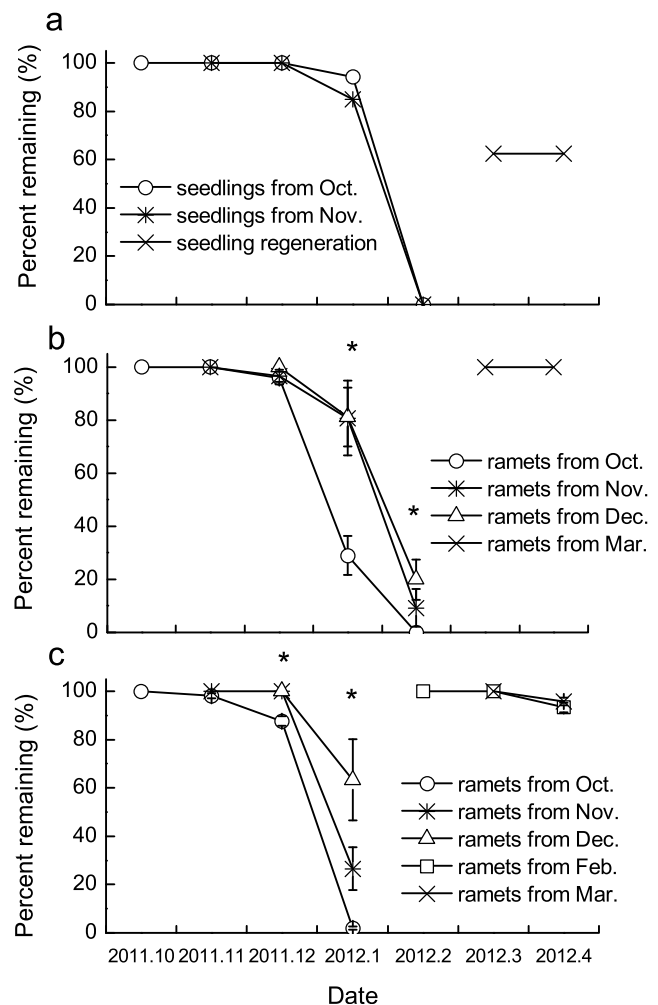 a
Percent remaining (%)
100
80
60
40
20
0
seedlings from Oct.
seedlings from Nov.
seedling regeneration
b
*
Percent remaining (%)
100
80
60
40
20
0
*
ramets from Oct.
ramets from Nov.
ramets from Dec.
ramets from Mar.
c
* *
Percent remaining (%)
100
80
60
40
20
0
ramets from Oct.
ramets from Nov.
ramets from Dec.
ramets from Feb.
ramets from Mar.
2011.10 2011.11 2011.12 2012.1 2012.2 2012.3 2012.4
Date